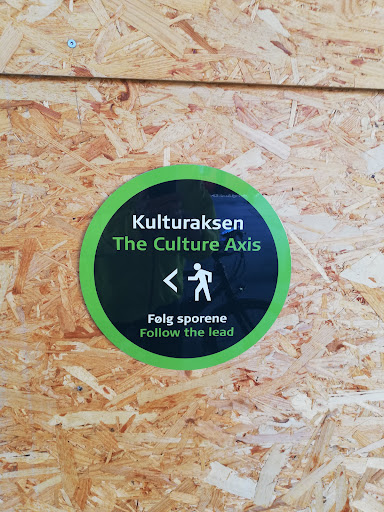 Kulturaksen
The Culture Axis
Følg sporene
Follow the lead